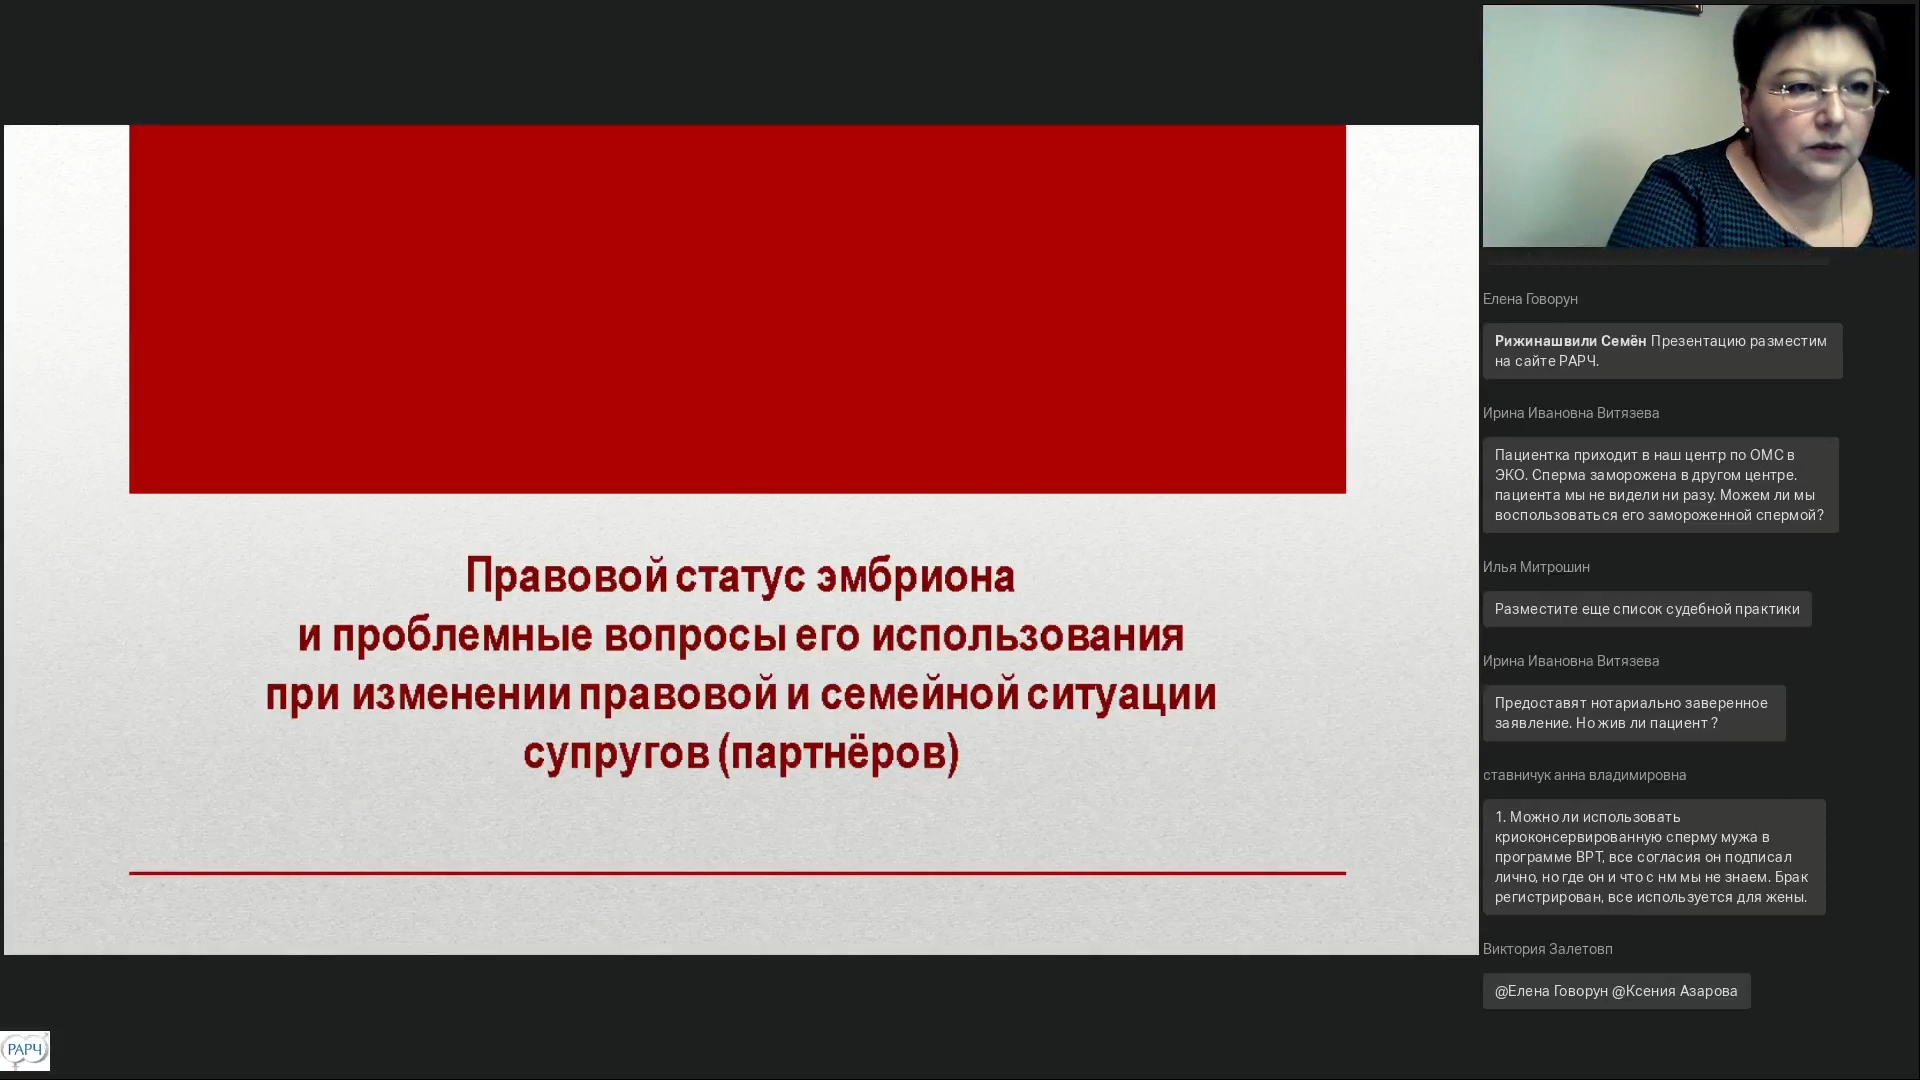 Правовой статус эмбриона
и проблемные вопросы его использования
при изменении правовой и семейной ситуации
супругов (партнёров)
РАРЧ
Елена Говорун
Рижинашвили Семён Презентацию разместим
на сайте РАРЧ.
Ирина Ивановна Витязева
Пациентка приходит в наш центр по ОМС в
ЭКО. Сперма заморожена в другом центре.
пациента мы не видели ни разу. Можем ли мы
воспользоваться его замороженной спермой?
Илья Митрошин
Разместите еще список судебной практики
Ирина Ивановна Витязева
Предоставят нотариально заверенное
заявление. Но жив ли пациент ?
ставничук анна владимировна
1. Можно ли использовать
криоконсервированную сперму мужа в
программе ВРТ, все согласия он подписал
лично, но где он и что с нм мы не знаем. Брак
регистрирован, все используется для жены.
Виктория Залетовп
@Елена Говорун @Ксения Азарова